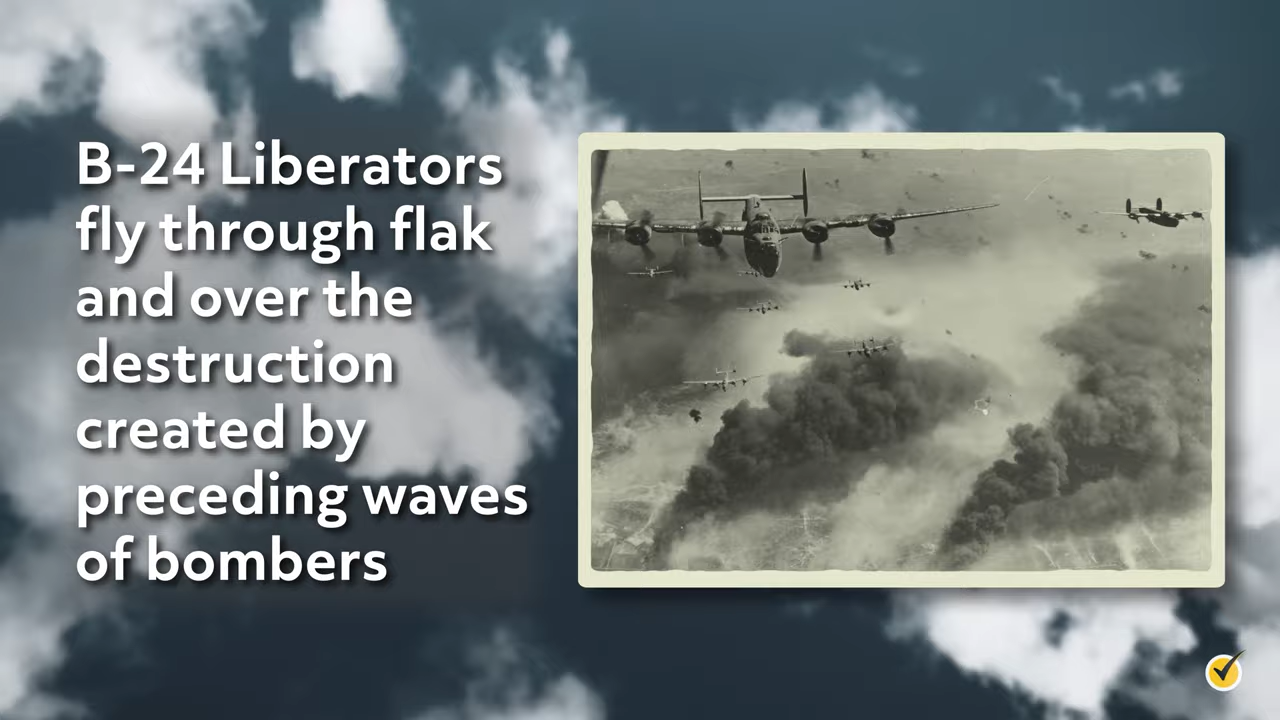 B-24 Liberators
fly through flak
and over the
destruction
created by
preceding waves
of bombers